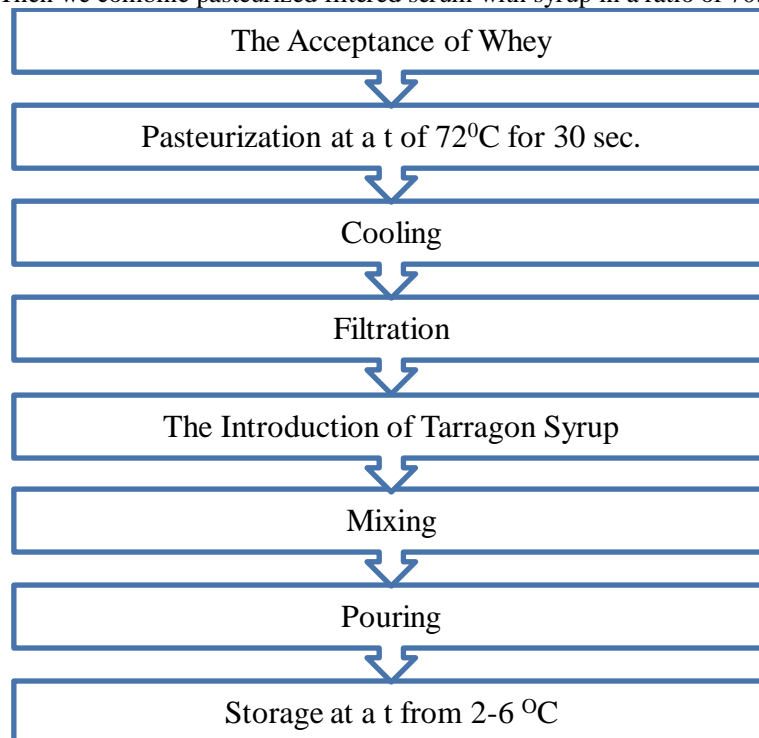 Then we combine pasteurized filtered serum with syrup in a ratio of 70
The Acceptance of Whey
Pasteurization at a t of 72⁰C for 30 sec.
Cooling
Filtration
The Introduction of Tarragon Syrup
Mixing
Pouring
Storage at a t from 2-6 ᴼC